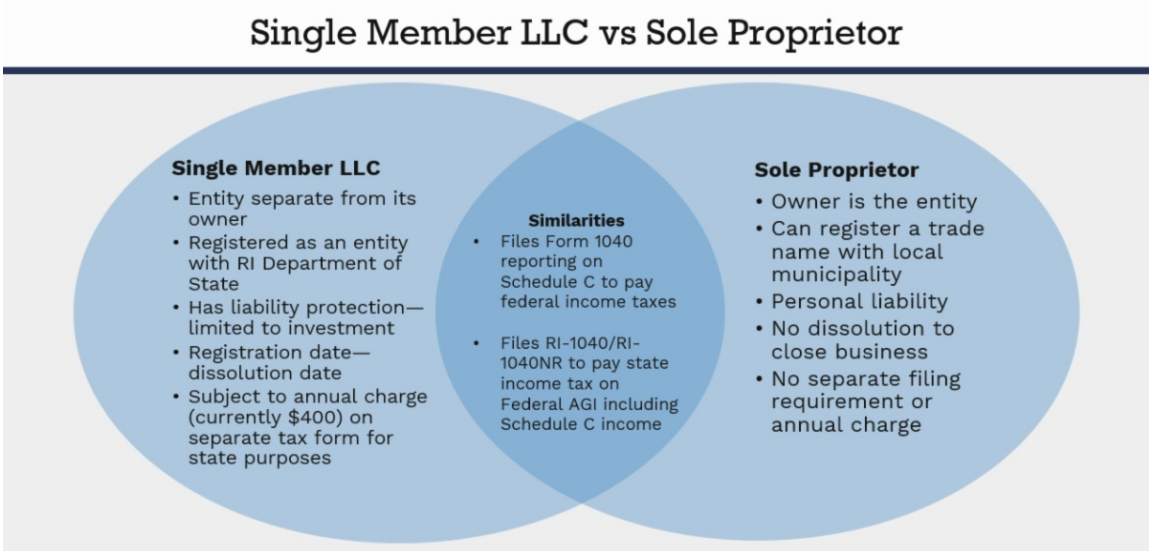 Single Member LLC vs Sole Proprietor
Single Member LLC
• Entity separate from its
owner
• Registered as an entity
with RI Department of
State
• Has liability protection—
limited to investment
• Registration date—
dissolution date
• Subject to annual charge
(currently $400) on
separate tax form for
state purposes
Similarities
• Files Form 1040
reporting on
Schedule C to pay
federal income taxes
• Files RI-1040/RI-
1040NR to pay state
income tax on
Federal AGI including
Schedule C income
Sole Proprietor
• Owner is the entity
• Can register a trade
name with local
municipality
• Personal liability
• No dissolution to
close business
• No separate filing
requirement or
annual charge